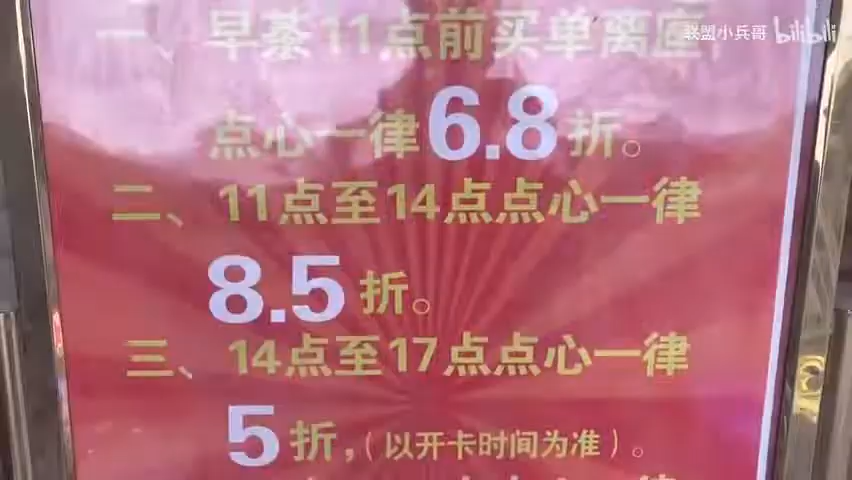 联盟小兵哥 bilibili
一、早茶11点前买单离座，
点心一律6.8折。
二、11点至14点点心一律
8.5折。
三、14点至17点点心一律
5折，（以开卡时间为准）。